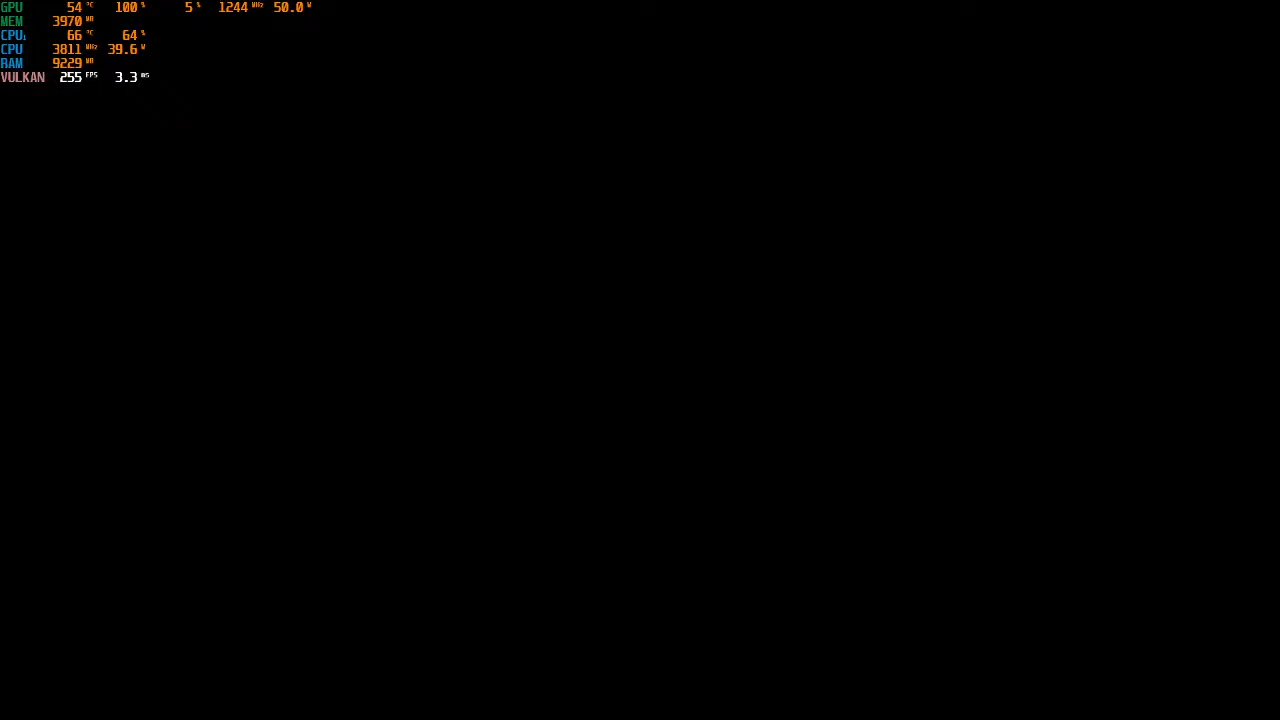 GPU 54 °C 100 % 5 % 1244 MHz 50.0 W
MEM 3970 MB
CPU 66 °C 64 %
CPU 3811 MHz 39.6 W
RAM 9229 MB
VULKAN 255 FPS 3.3 ms